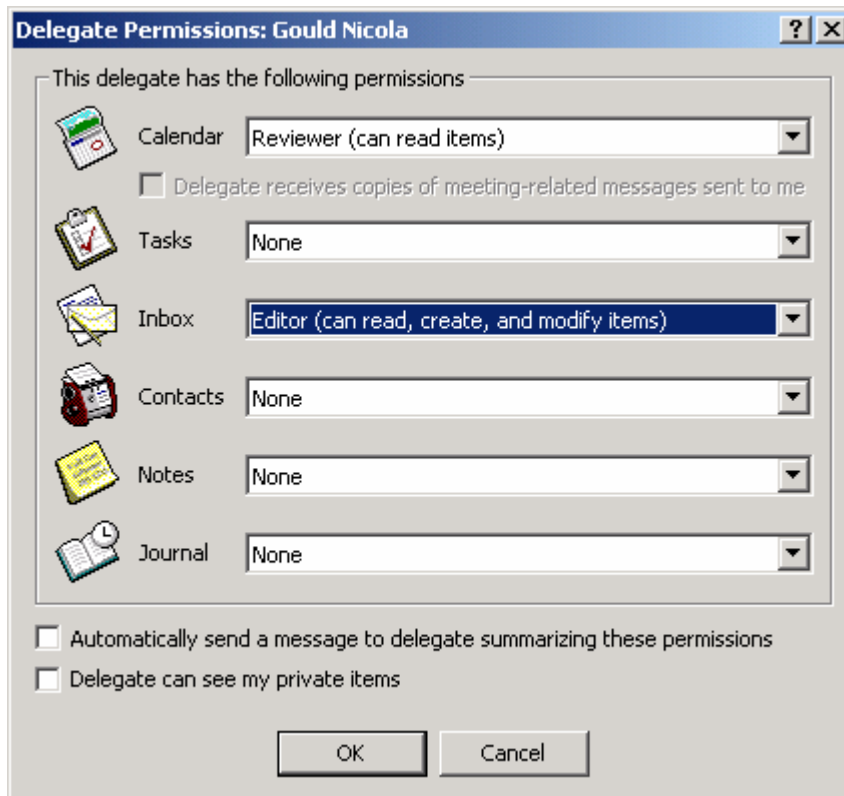 Delegate Permissions: Gould Nicola
This delegate has the following permissions
Calendar Reviewer (can read items)
Delegate receives copies of meeting-related messages sent to me
Tasks None
Inbox Editor (can read, create, and modify items)
Contacts None
Notes None
Journal None
Automatically send a message to delegate summarizing these permissions
Delegate can see my private items
OK Cancel